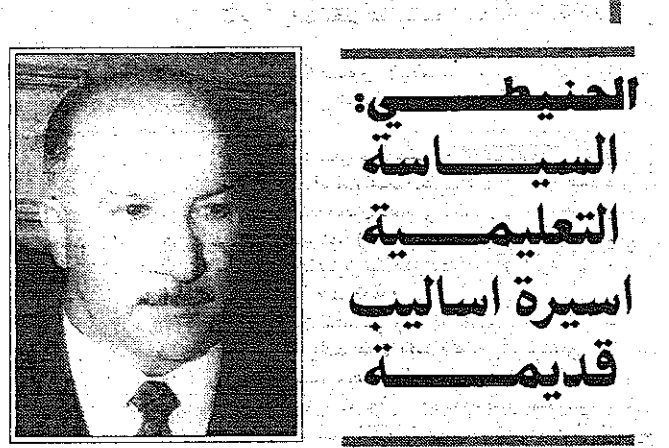 الحنيطي:
السياسة
التعليمية
اسيرة اساليب
قديمة